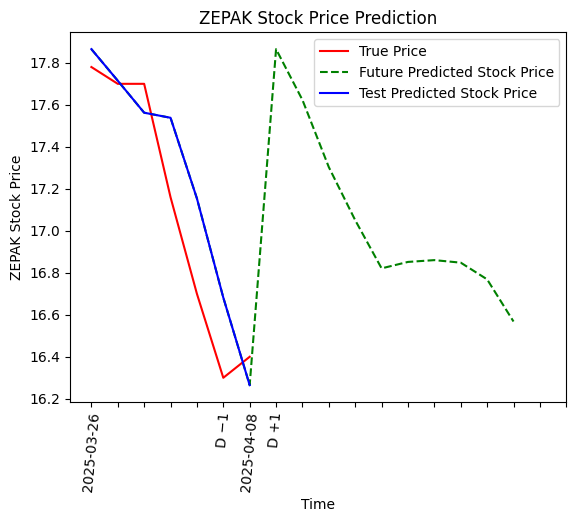 ZEPAK Stock Price Prediction
True Price
Future Predicted Stock Price
Test Predicted Stock Price
ZEPAK Stock Price
17.8
17.6
17.4
17.2
17.0
16.8
16.6
16.4
16.2
2025-03-26
D −1
2025-04-08
D +1
Time